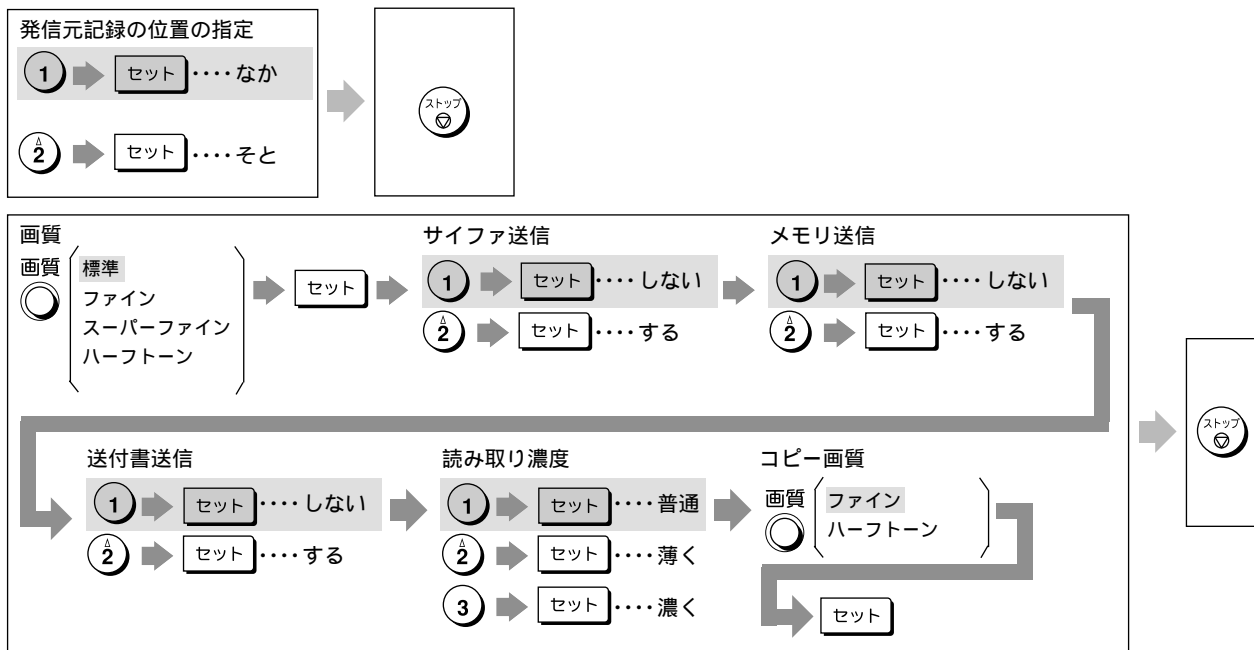 発信元記録の位置の指定
1 セット ････なか
2 セット ････そと
ストップ
画質
画質
標準
ファイン
スーパーファイン
ハーフトーン
セット
サイファ送信
1 セット ････しない
2 セット ････する
メモリ送信
1 セット ････しない
2 セット ････する
送付書送信
1 セット ････しない
2 セット ････する
読み取り濃度
1 セット ････普通
2 セット ････薄く
3 セット ････濃く
コピー画質
画質
ファイン
ハーフトーン
セット
ストップ